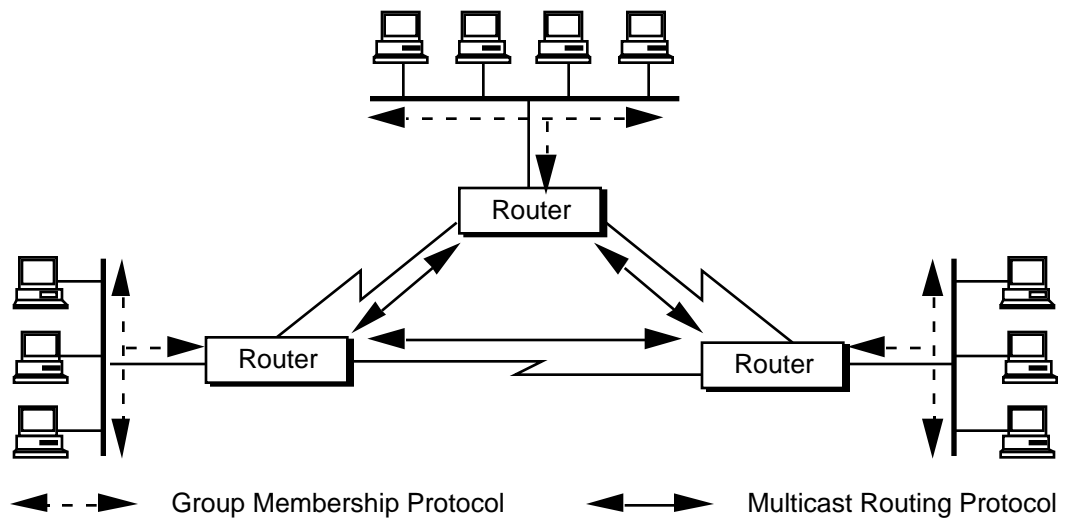 Router
Router
Router
Group Membership Protocol
Multicast Routing Protocol